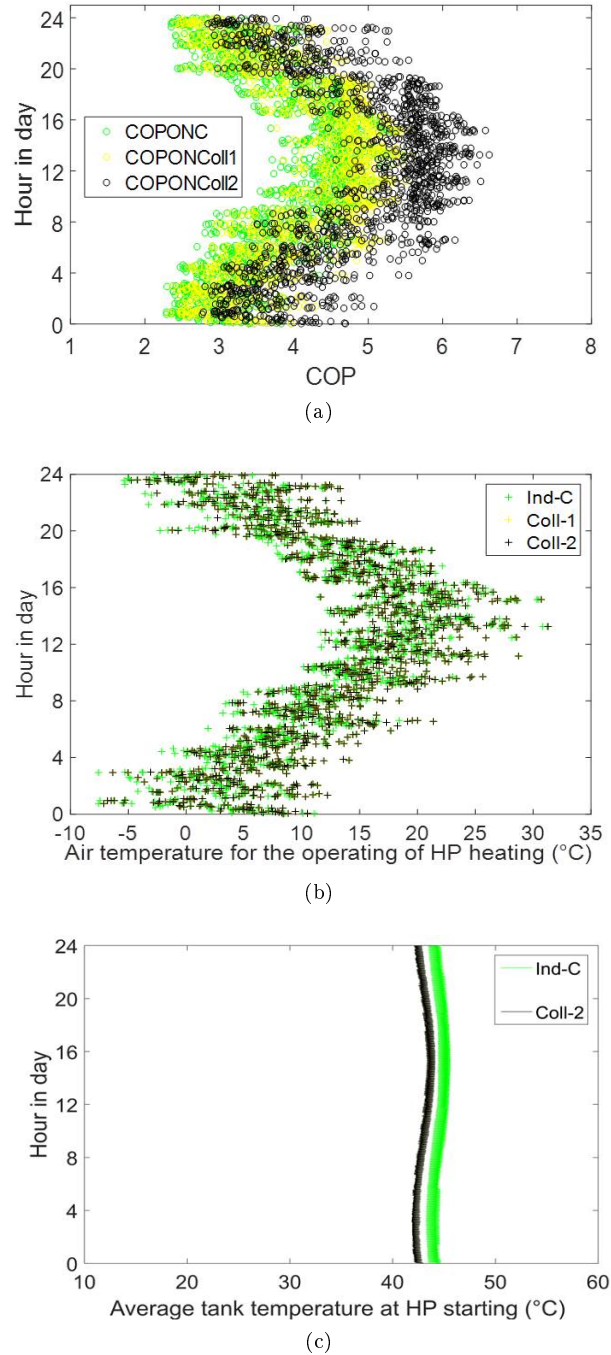 24
20
16
12
8
4
0
Hour in day
COPONC
COPONColl1
COPONColl2
1 2 3 4 5 6 7 8
COP
(a)
24
20
16
12
8
4
0
Hour in day
Ind-C
Coll-1
Coll-2
-10 -5 0 5 10 15 20 25 30 35
Air temperature for the operating of HP heating (°C)
(b)
24
20
16
12
8
4
0
Hour in day
Ind-C
Coll-2
10 20 30 40 50 60
Average tank temperature at HP starting (°C)
(c)